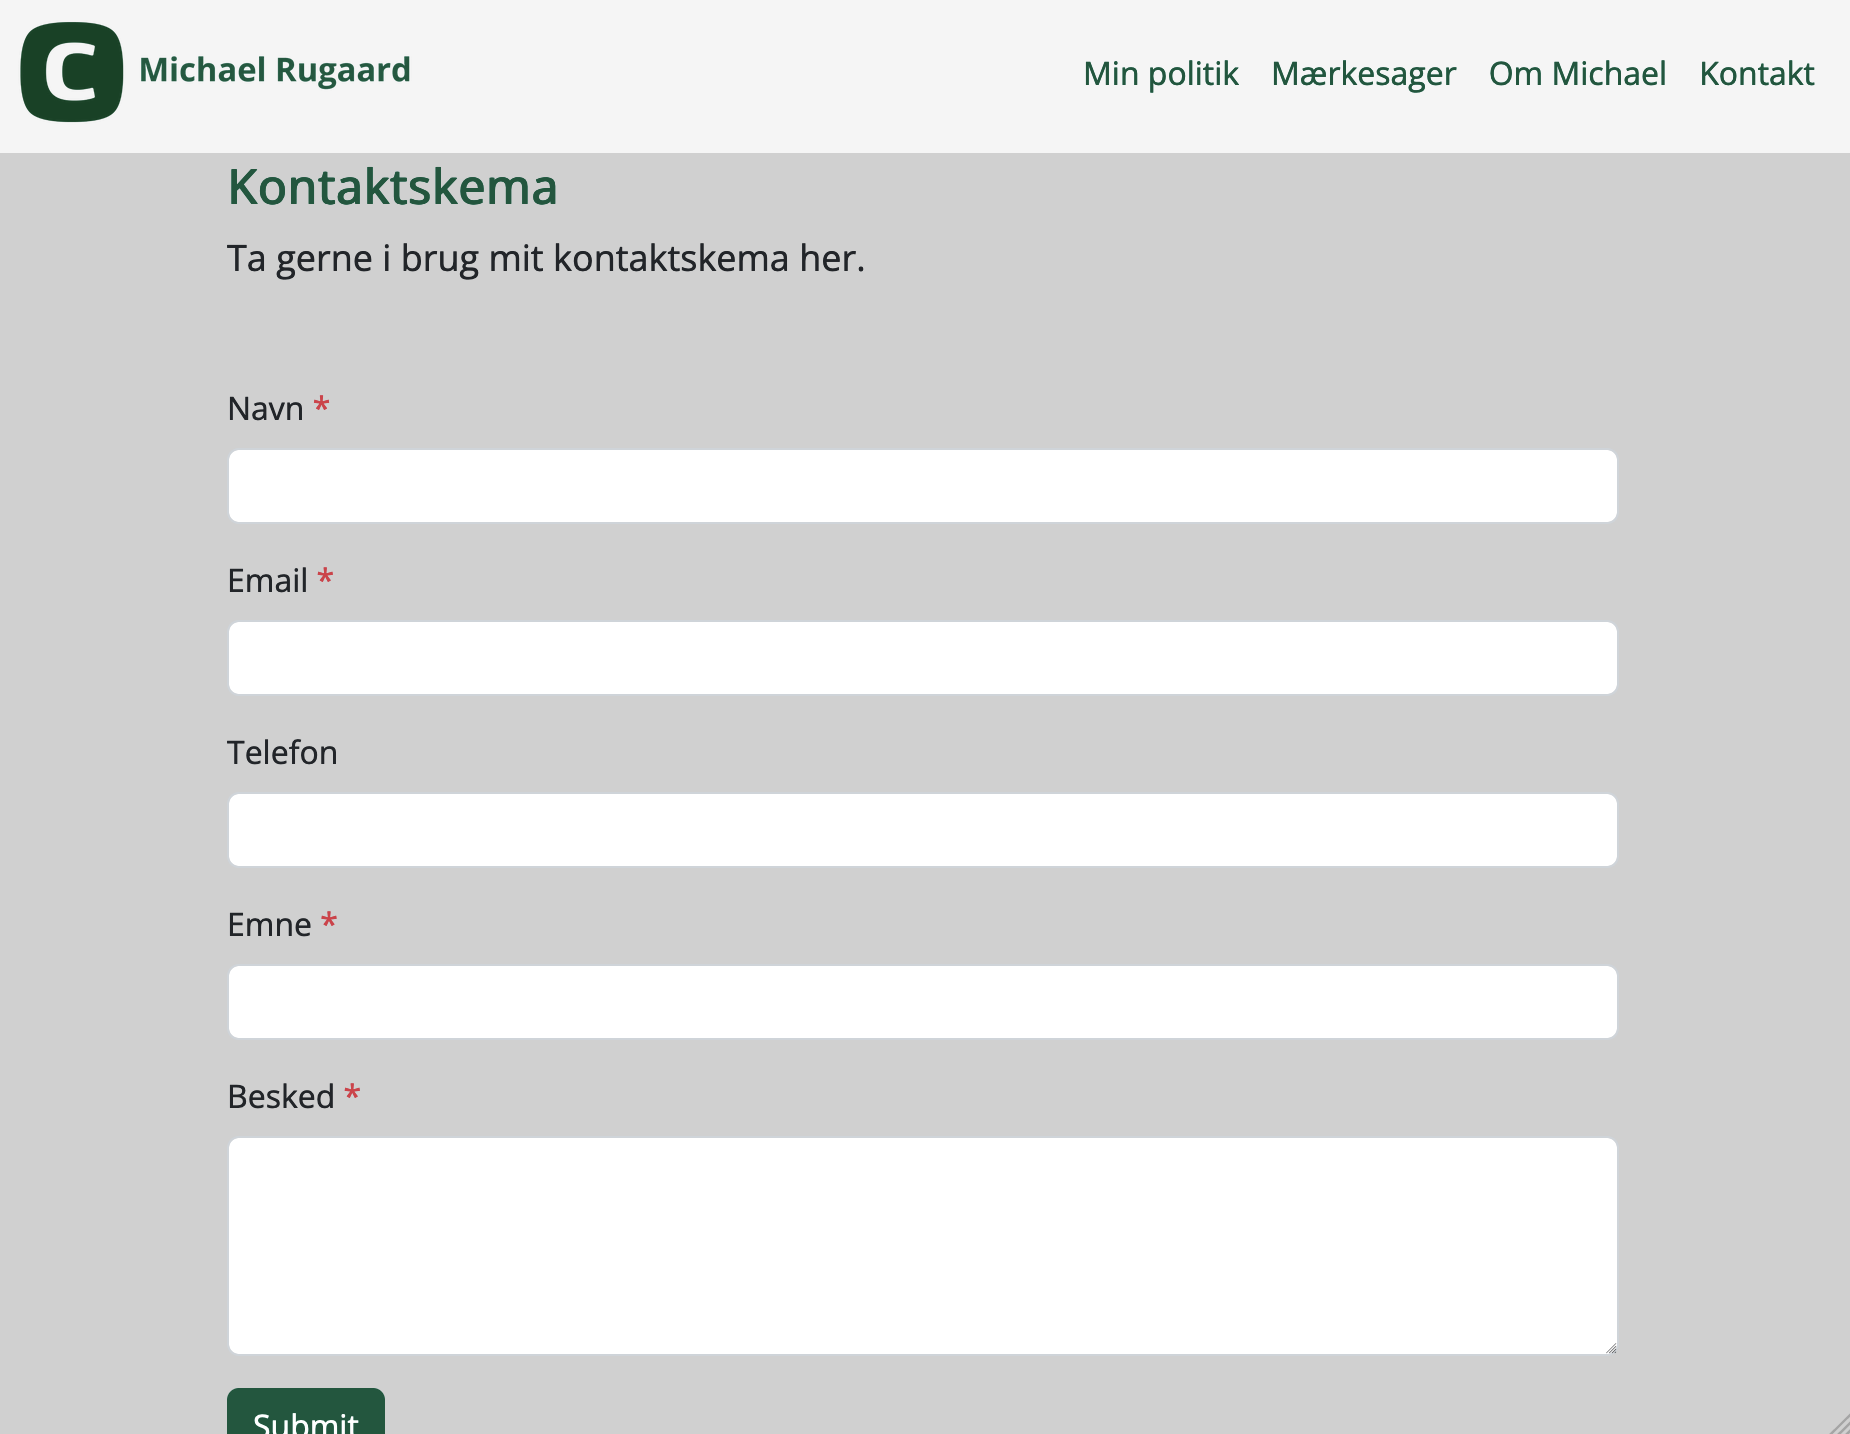 C Michael Rugaard
Min politik Mærkesager Om Michael Kontakt
Kontaktskema
Ta gerne i brug mit kontaktskema her.
Navn *
Email *
Telefon
Emne *
Besked *
Submit